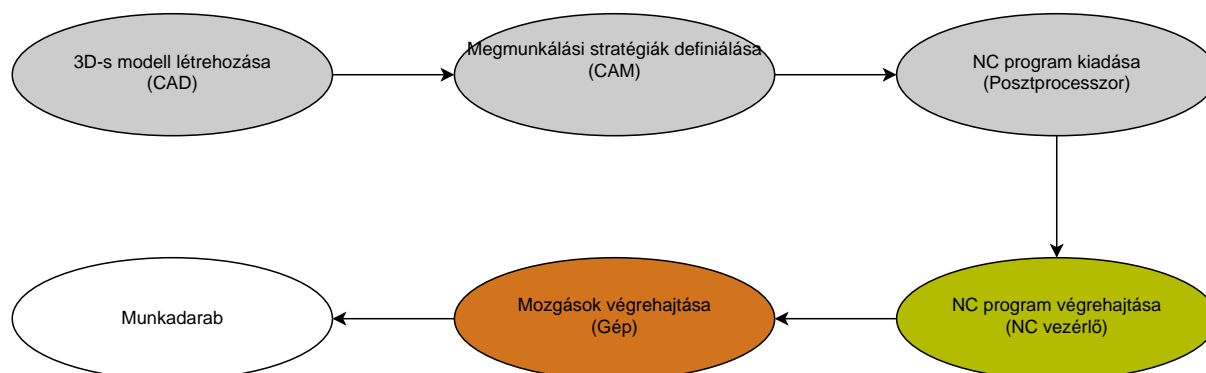 3D-s modell létrehozása
(CAD)
Megmunkálási stratégiák definiálása
(CAM)
NC program kiadása
(Posztprocesszor)
Munkadarab
Mozgások végrehajtása
(Gép)
NC program végrehajtása
(NC vezérlő)